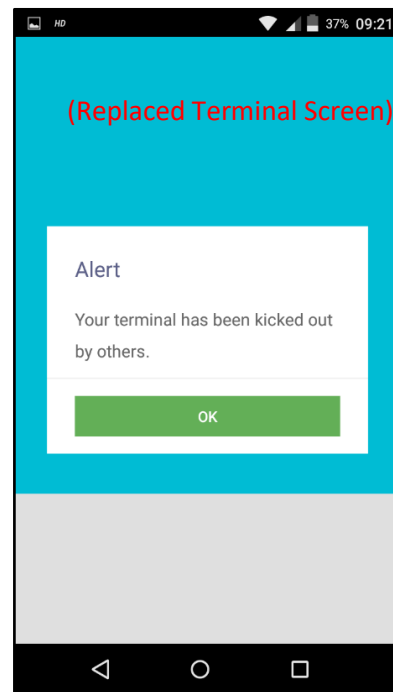 HD
37% 09:21
(Replaced Terminal Screen)
Alert
Your terminal has been kicked out
by others.
OK